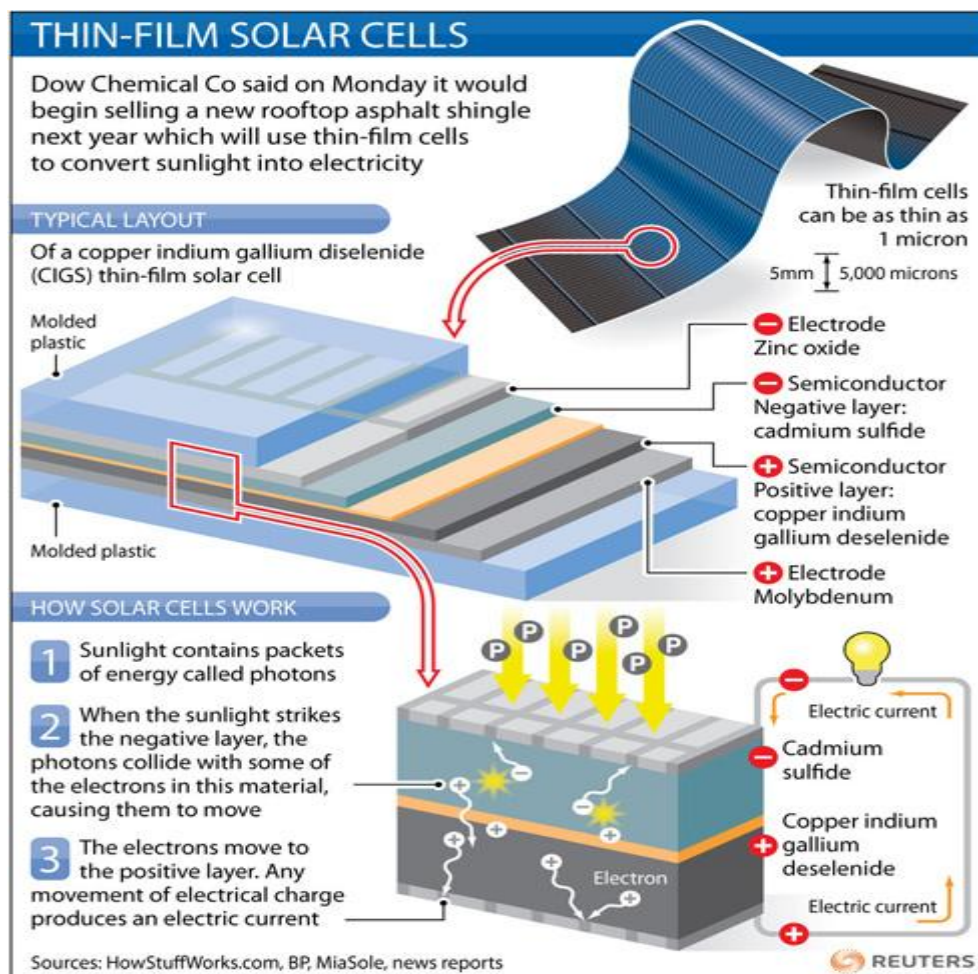 THIN-FILM SOLAR CELLS
Dow Chemical Co said on Monday it would
begin selling a new rooftop asphalt shingle
next year which will use thin-film cells
to convert sunlight into electricity
Thin-film cells
can be as thin as
1 micron
5mm 5,000 microns
TYPICAL LAYOUT
Of a copper indium gallium diselenide
(CIGS) thin-film solar cell
Molded
plastic
Molded plastic
− Electrode
Zinc oxide
− Semiconductor
Negative layer:
cadmium sulfide
+ Semiconductor
Positive layer:
copper indium
gallium deselenide
+ Electrode
Molybdenum
HOW SOLAR CELLS WORK
1 Sunlight contains packets
of energy called photons
2 When the sunlight strikes
the negative layer, the
photons collide with some
of the electrons in this material,
causing them to move
3 The electrons move to
the positive layer. Any
movement of electrical charge
produces an electric current
P P P P P P P
Electron
− Electric current
− Cadmium
sulfide
+ Copper indium
gallium
deselenide
Electric current
+
Sources: HowStuffWorks.com, BP, MiaSole, news reports
REUTERS